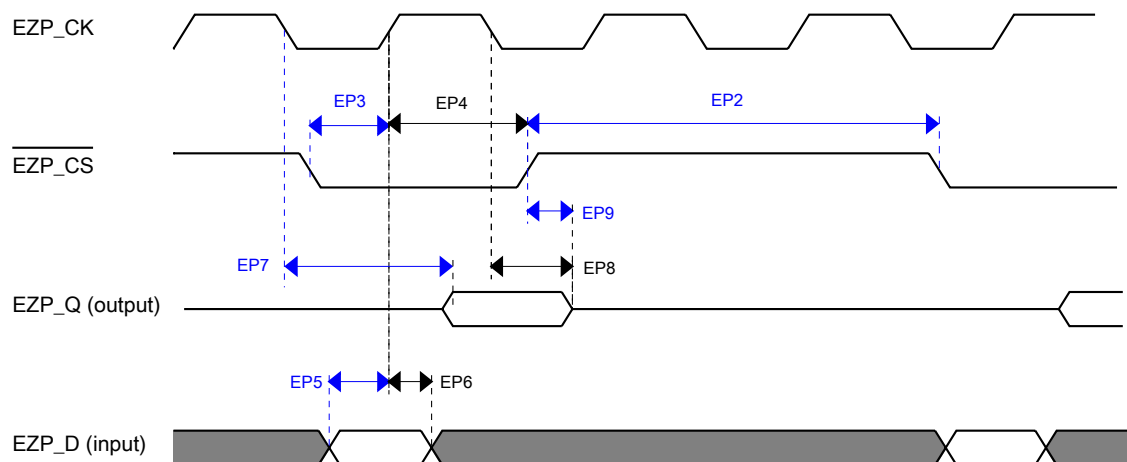 EZP_CK
EP3
EP4
EP2
EZP_CS
EP9
EP7
EP8
EZP_Q (output)
EP5
EP6
EZP_D (input)